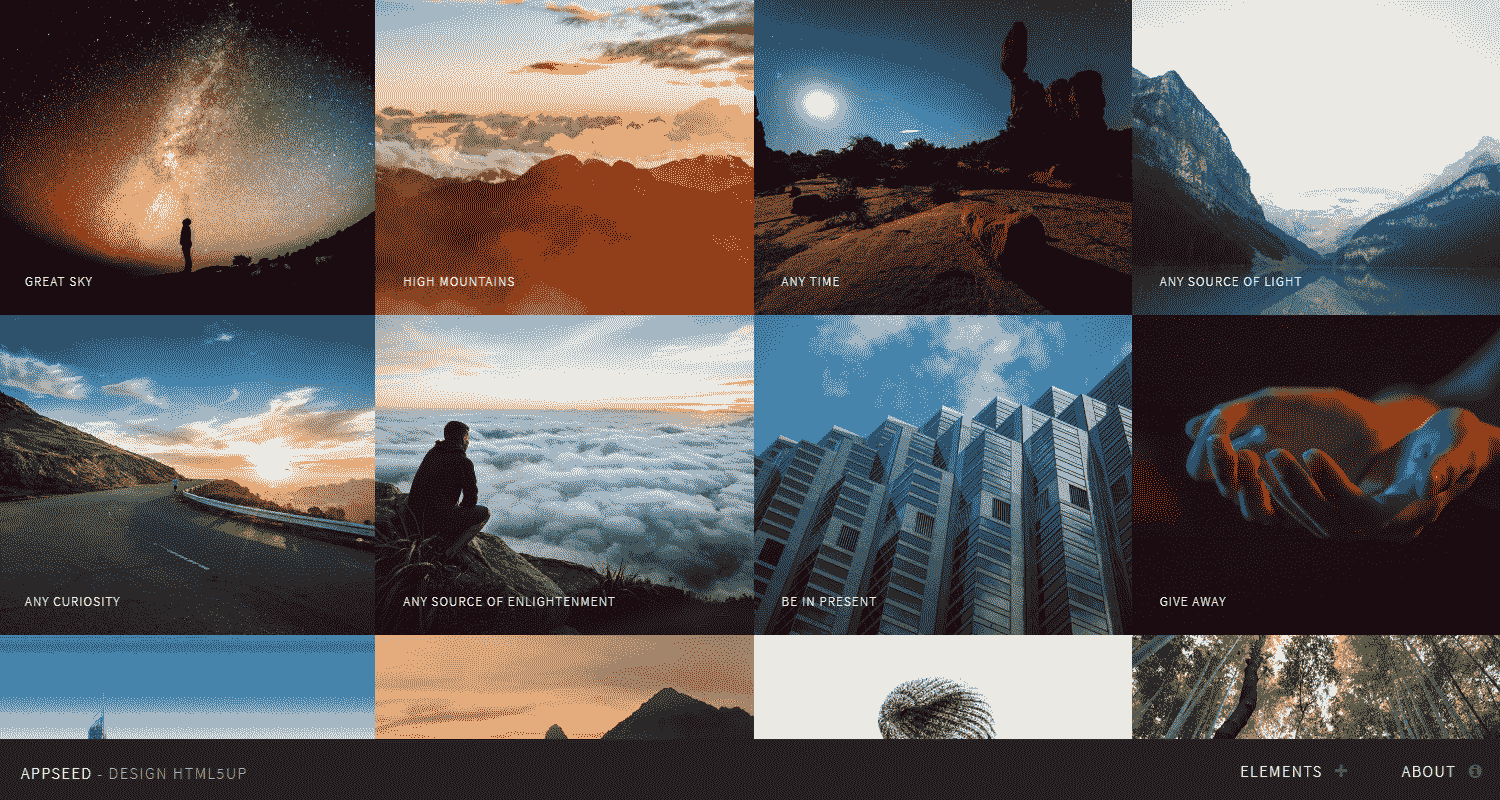 GREAT SKY
HIGH MOUNTAINS
ANY TIME
ANY SOURCE OF LIGHT
ANY CURIOSITY
ANY SOURCE OF ENLIGHTENMENT
BE IN PRESENT
GIVE AWAY
APPSEED - DESIGN HTML5UP
ELEMENTS
ABOUT